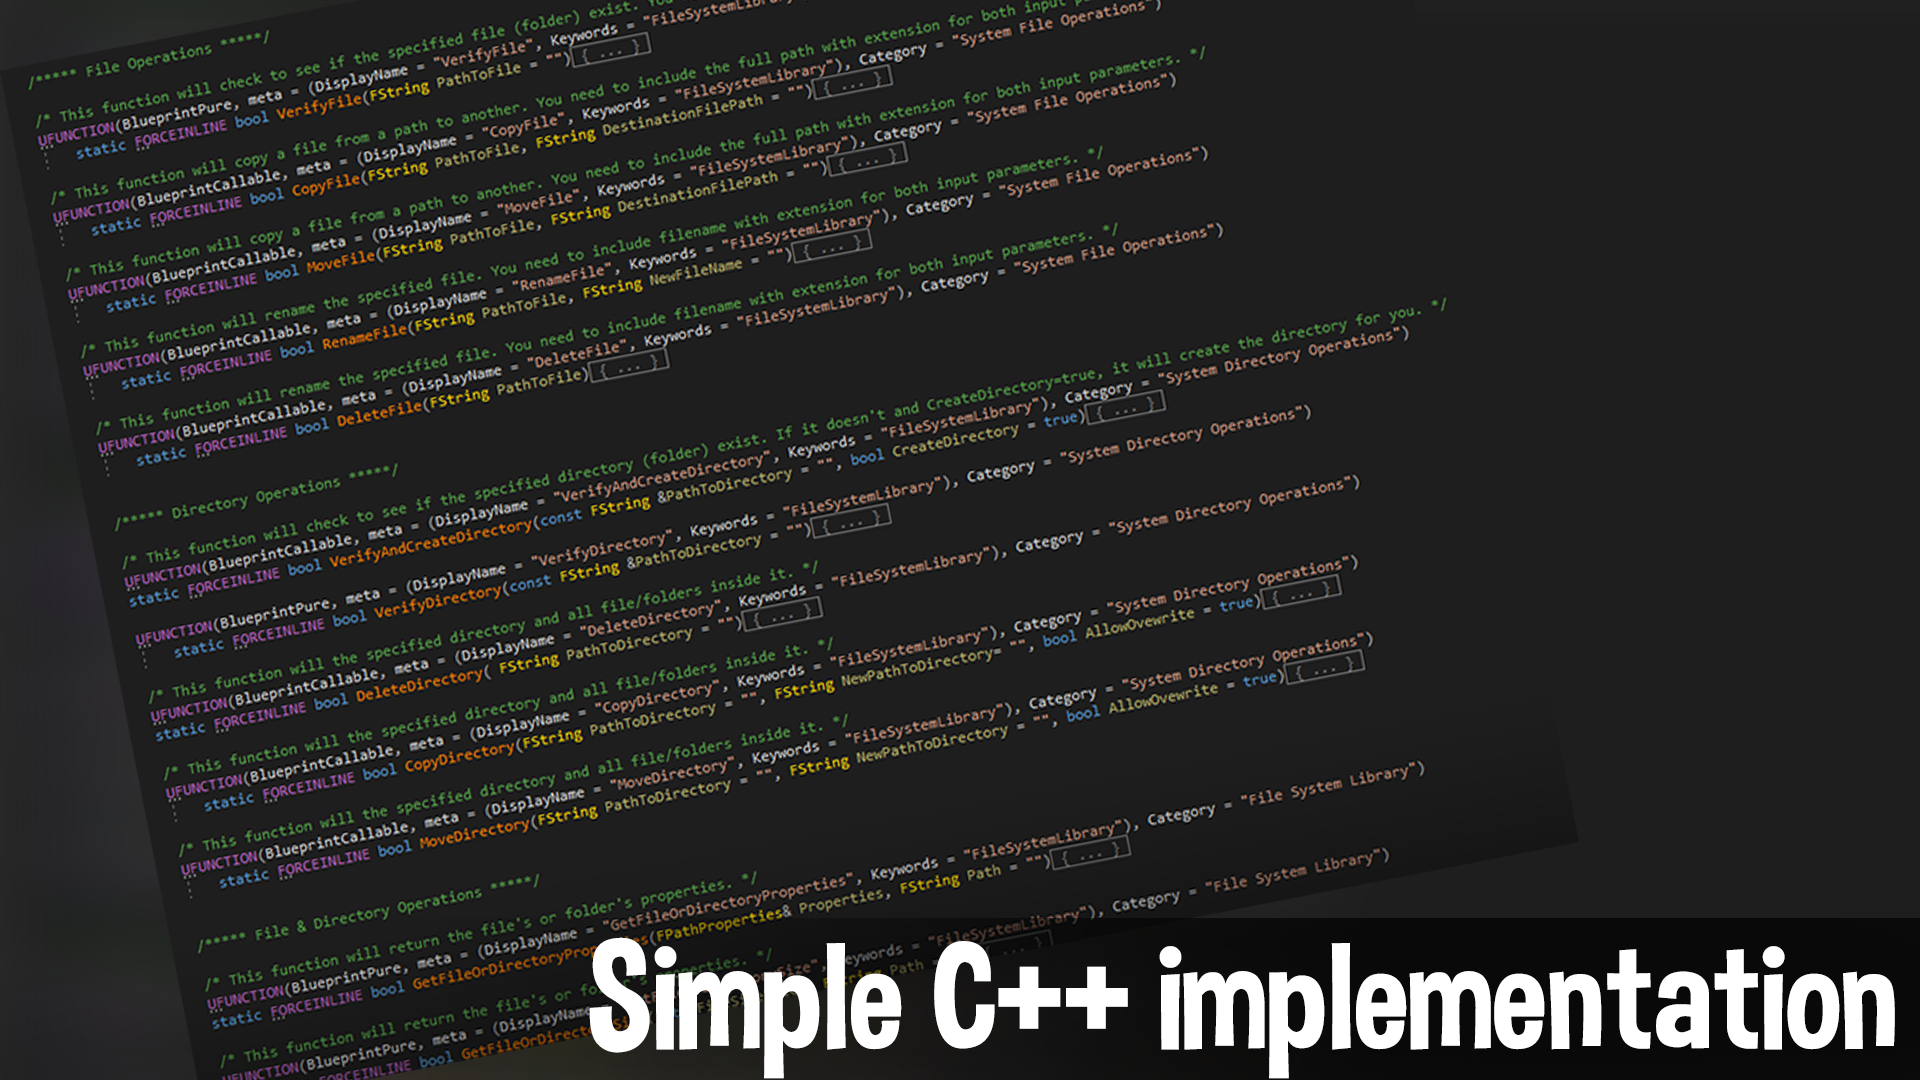 /***** File Operations *****/
/* This function will check to see if the specified file (folder) exist. You
UFUNCTION(BlueprintPure, meta = (DisplayName = "VerifyFile", Keywords = "FileSystemLibrary
static FORCEINLINE bool VerifyFile(FString PathToFile = ""){ ... }
/* This function will copy a file from a path to another. You need to include the full path with extension for both input
UFUNCTION(BlueprintCallable, meta = (DisplayName = "CopyFile", Keywords = "FileSystemLibrary"), Category = "System File Operations")
static FORCEINLINE bool CopyFile(FString PathToFile, FString DestinationFilePath = ""){ ... }
/* This function will copy a file from a path to another. You need to include the full path with extension for both input parameters. */
UFUNCTION(BlueprintCallable, meta = (DisplayName = "MoveFile", Keywords = "FileSystemLibrary"), Category = "System File Operations")
static FORCEINLINE bool MoveFile(FString PathToFile, FString DestinationFilePath = ""){ ... }
/* This function will rename the specified file. You need to include filename with extension for both input parameters. */
UFUNCTION(BlueprintCallable, meta = (DisplayName = "RenameFile", Keywords = "FileSystemLibrary"), Category = "System File Operations")
static FORCEINLINE bool RenameFile(FString PathToFile, FString NewFileName = ""){ ... }
/* This function will rename the specified file. You need to include filename with extension for both input parameters. */
UFUNCTION(BlueprintCallable, meta = (DisplayName = "DeleteFile", Keywords = "FileSystemLibrary"), Category = "System File Operations")
static FORCEINLINE bool DeleteFile(FString PathToFile){ ... }
/***** Directory Operations *****/
/* This function will check to see if the specified directory (folder) exist. If it doesn't and CreateDirectory=true, it will create the directory for you. */
UFUNCTION(BlueprintCallable, meta = (DisplayName = "VerifyAndCreateDirectory", Keywords = "FileSystemLibrary"), Category = "System Directory Operations")
static FORCEINLINE bool VerifyAndCreateDirectory(const FString &PathToDirectory = "", bool CreateDirectory = true){ ... }
UFUNCTION(BlueprintPure, meta = (DisplayName = "VerifyDirectory", Keywords = "FileSystemLibrary"), Category = "System Directory Operations")
static FORCEINLINE bool VerifyDirectory(const FString &PathToDirectory = ""){ ... }
/* This function will the specified directory and all file/folders inside it. */
UFUNCTION(BlueprintCallable, meta = (DisplayName = "DeleteDirectory", Keywords = "FileSystemLibrary"), Category = "System Directory Operations")
static FORCEINLINE bool DeleteDirectory( FString PathToDirectory = ""){ ... }
/* This function will the specified directory and all file/folders inside it. */
UFUNCTION(BlueprintCallable, meta = (DisplayName = "CopyDirectory", Keywords = "FileSystemLibrary"), Category = "System Directory Operations")
static FORCEINLINE bool CopyDirectory(FString PathToDirectory = "", FString NewPathToDirectory= "", bool AllowOvewrite = true){ ... }
/* This function will the specified directory and all file/folders inside it. */
UFUNCTION(BlueprintCallable, meta = (DisplayName = "MoveDirectory", Keywords = "FileSystemLibrary"), Category = "System Directory Operations")
static FORCEINLINE bool MoveDirectory(FString PathToDirectory = "", FString NewPathToDirectory = "", bool AllowOvewrite = true){ ... }
/***** File & Directory Operations *****/
/* This function will return the file's or folder's properties. */
UFUNCTION(BlueprintPure, meta = (DisplayName = "GetFileOrDirectoryProperties", Keywords = "FileSystemLibrary"), Category = "File System Library")
static FORCEINLINE bool GetFileOrDirectoryProperties(FPathProperties& Properties, FString Path = ""){ ... }
/* This function will return the file's or folder's properties. */
UFUNCTION(BlueprintPure, meta = (DisplayName Keywords = "FileSystemLibrary"), Category = "File System Library")
FORCEINLINE bool Path
Simple C++ implementation